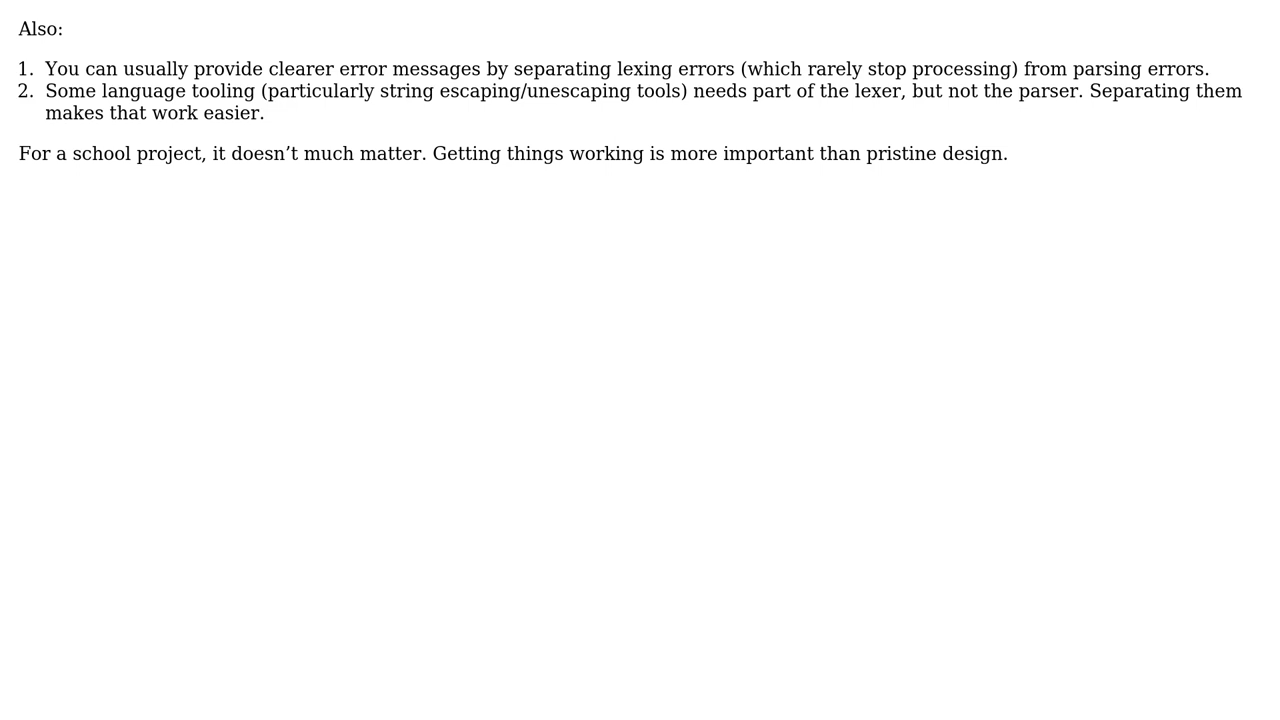 Also:
1. You can usually provide clearer error messages by separating lexing errors (which rarely stop processing) from parsing errors.
2. Some language tooling (particularly string escaping/unescaping tools) needs part of the lexer, but not the parser. Separating them
makes that work easier.
For a school project, it doesn’t much matter. Getting things working is more important than pristine design.